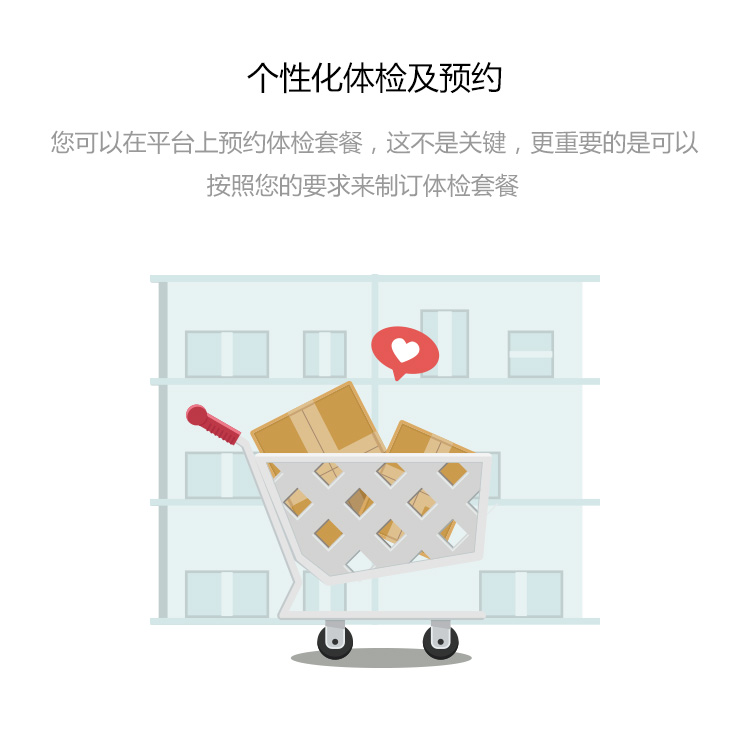 个性化体检及预约
您可以在平台上预约体检套餐，这不是关键，更重要的是可以
按照您的要求来制订体检套餐